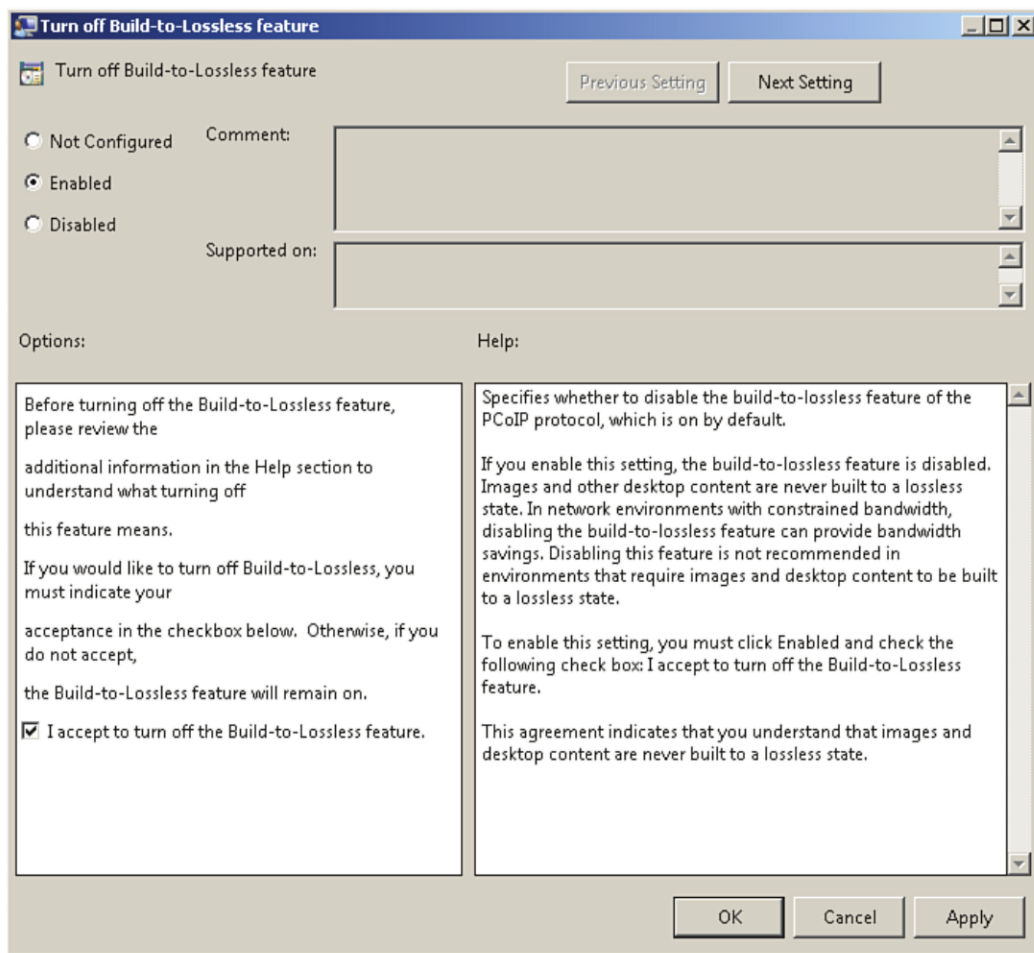 Turn off Build-to-Lossless feature
Turn off Build-to-Lossless feature
Previous Setting
Next Setting
Not Configured
Comment:
Enabled
Disabled
Supported on:
Options:
Help:
Before turning off the Build-to-Lossless feature,
please review the
additional information in the Help section to
understand what turning off
this feature means.
If you would like to turn off Build-to-Lossless, you
must indicate your
acceptance in the checkbox below.  Otherwise, if you
do not accept,
the Build-to-Lossless feature will remain on.
I accept to turn off the Build-to-Lossless feature.
Specifies whether to disable the build-to-lossless feature of the
PCoIP protocol, which is on by default.
If you enable this setting, the build-to-lossless feature is disabled.
Images and other desktop content are never built to a lossless
state. In network environments with constrained bandwidth,
disabling the build-to-lossless feature can provide bandwidth
savings. Disabling this feature is not recommended in
environments that require images and desktop content to be built
to a lossless state.
To enable this setting, you must click Enabled and check the
following check box: I accept to turn off the Build-to-Lossless
feature.
This agreement indicates that you understand that images and
desktop content are never built to a lossless state.
OK
Cancel
Apply